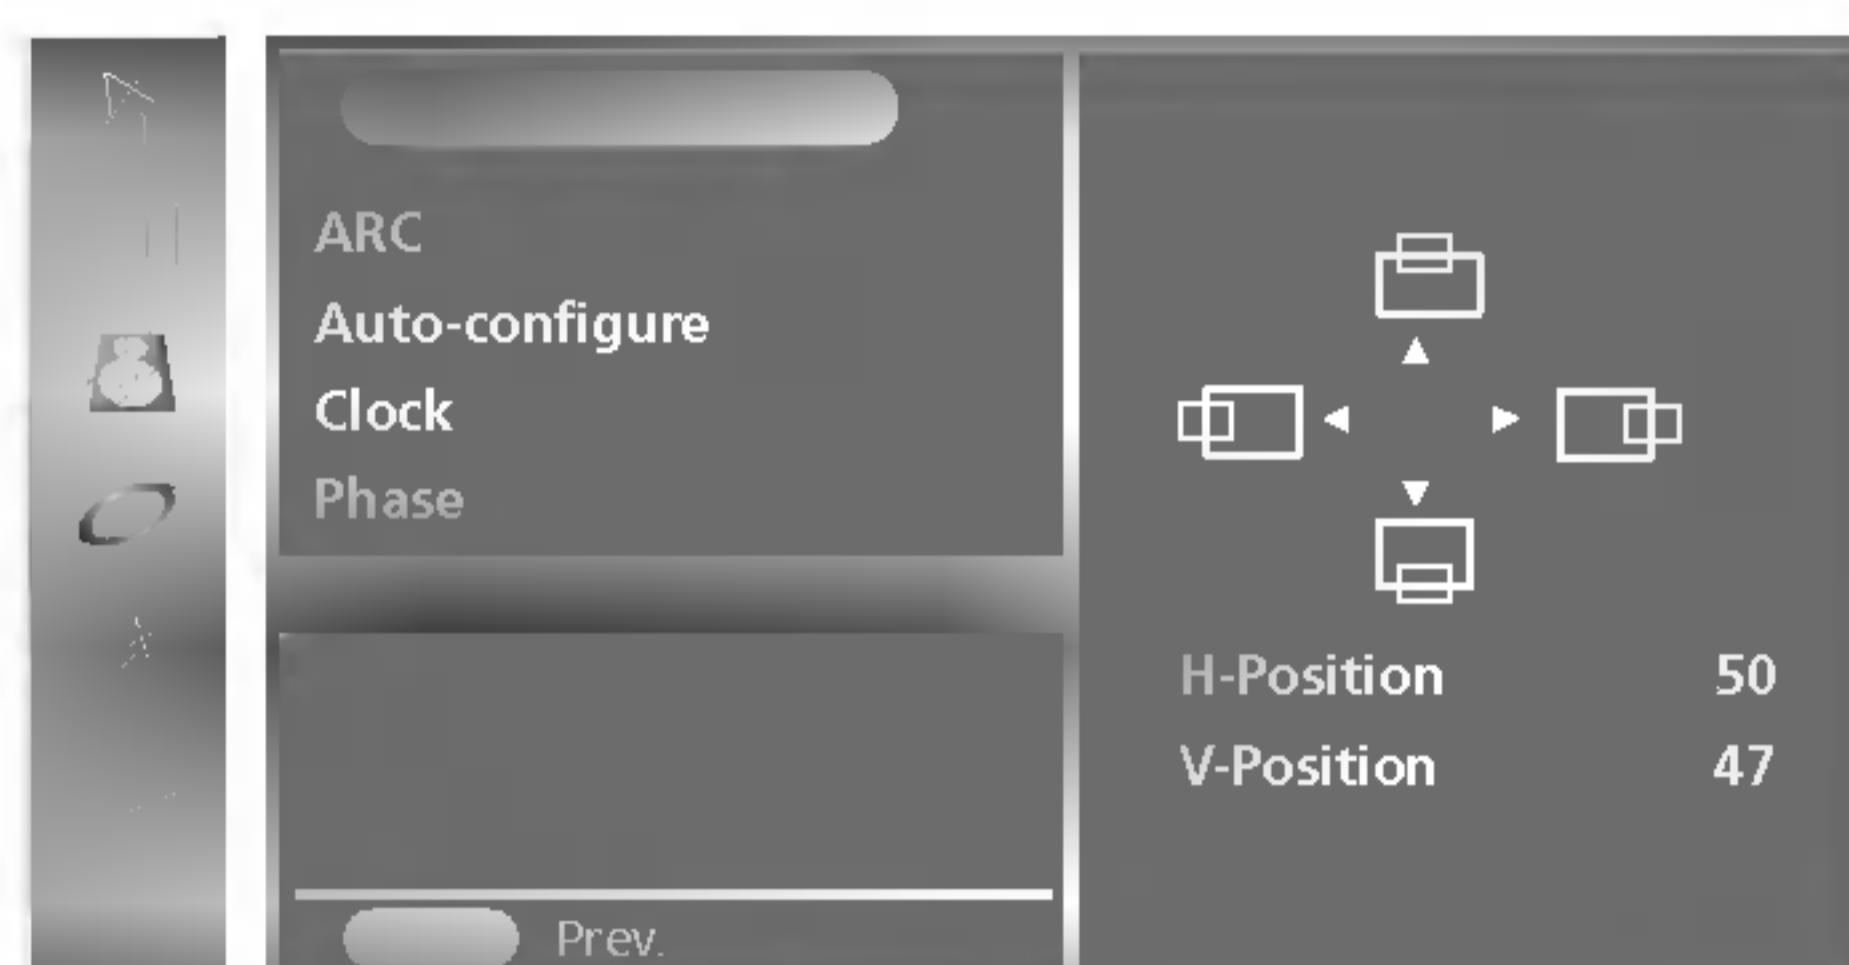 ARC
Auto-configure
Clock
Phase
H-Position 50
V-Position 47
Prev.